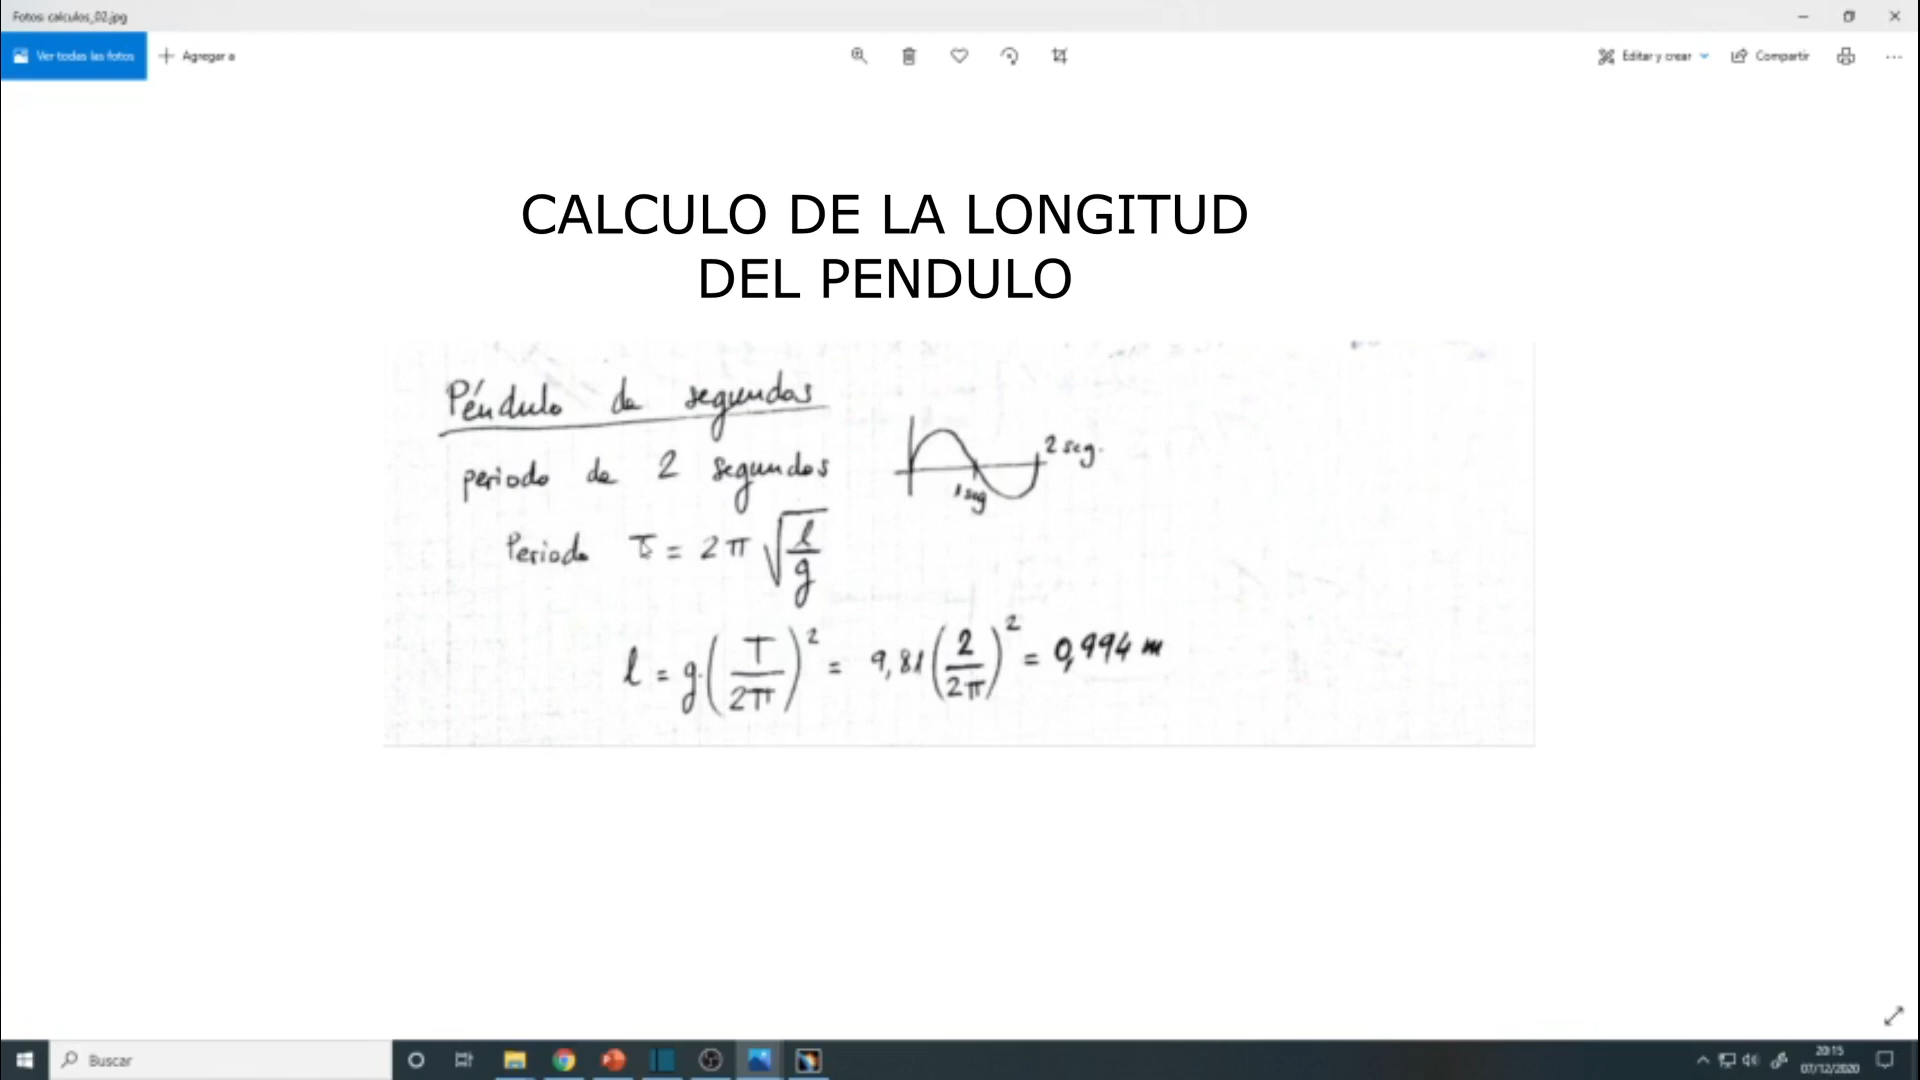 Fotos: calculos_02.jpg
Ver todas las fotos
Agregar a
Editar y crear
Compartir
CALCULO DE LA LONGITUD
DEL PENDULO
Péndulo de segundos
periodo de 2 segundos
2 seg.
1 seg
Periodo T = 2π √(l/g)
l = g·(T/2π)² = 9,81(2/2π)² = 0,994 m
Buscar
20:15
07/12/2020